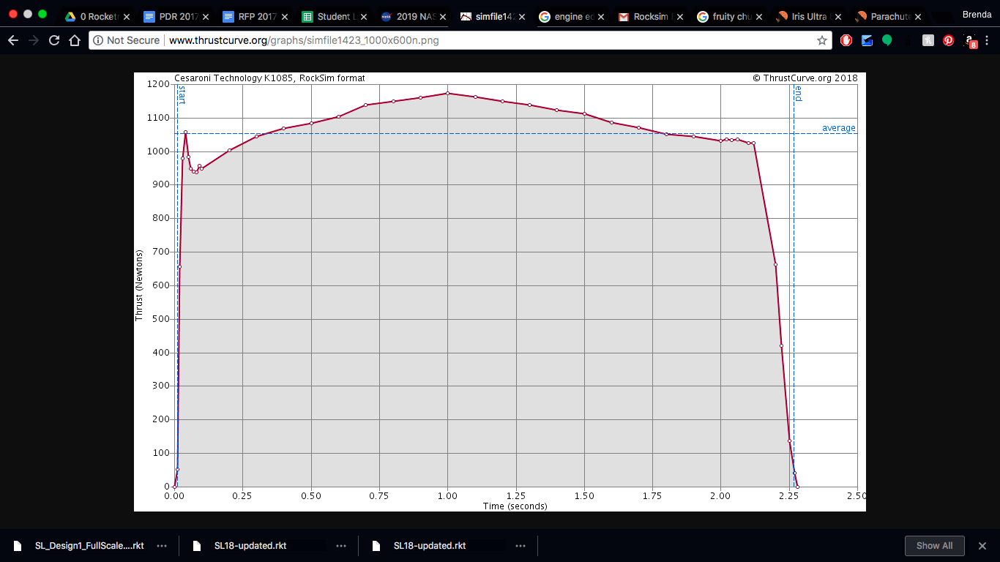 0 Rocketr
PDR 2017
RFP 2017
Student L
2019 NAS
simfile142
engine ec
Rocksim
fruity chu
Iris Ultra
Parachute
Brenda
Not Secure
www.thrustcurve.org/graphs/simfile1423_1000x600n.png
8
Cesaroni Technology K1085, RockSim format
© ThrustCurve.org 2018
start
end
average
1200
1100
1000
900
800
700
600
500
400
300
200
100
0
Thrust (Newtons)
0.00 0.25 0.50 0.75 1.00 1.25 1.50 1.75 2.00 2.25 2.50
Time (seconds)
SL_Design1_FullScale....rkt
SL18-updated.rkt
SL18-updated.rkt
Show All